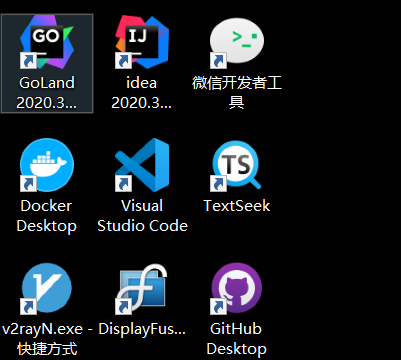 GO
IJ
GoLand
2020.3...
idea
2020.3...
微信开发者工
具
Docker
Desktop
Visual
Studio Code
TS
TextSeek
v2rayN.exe -
快捷方式
DisplayFus...
GitHub
Desktop